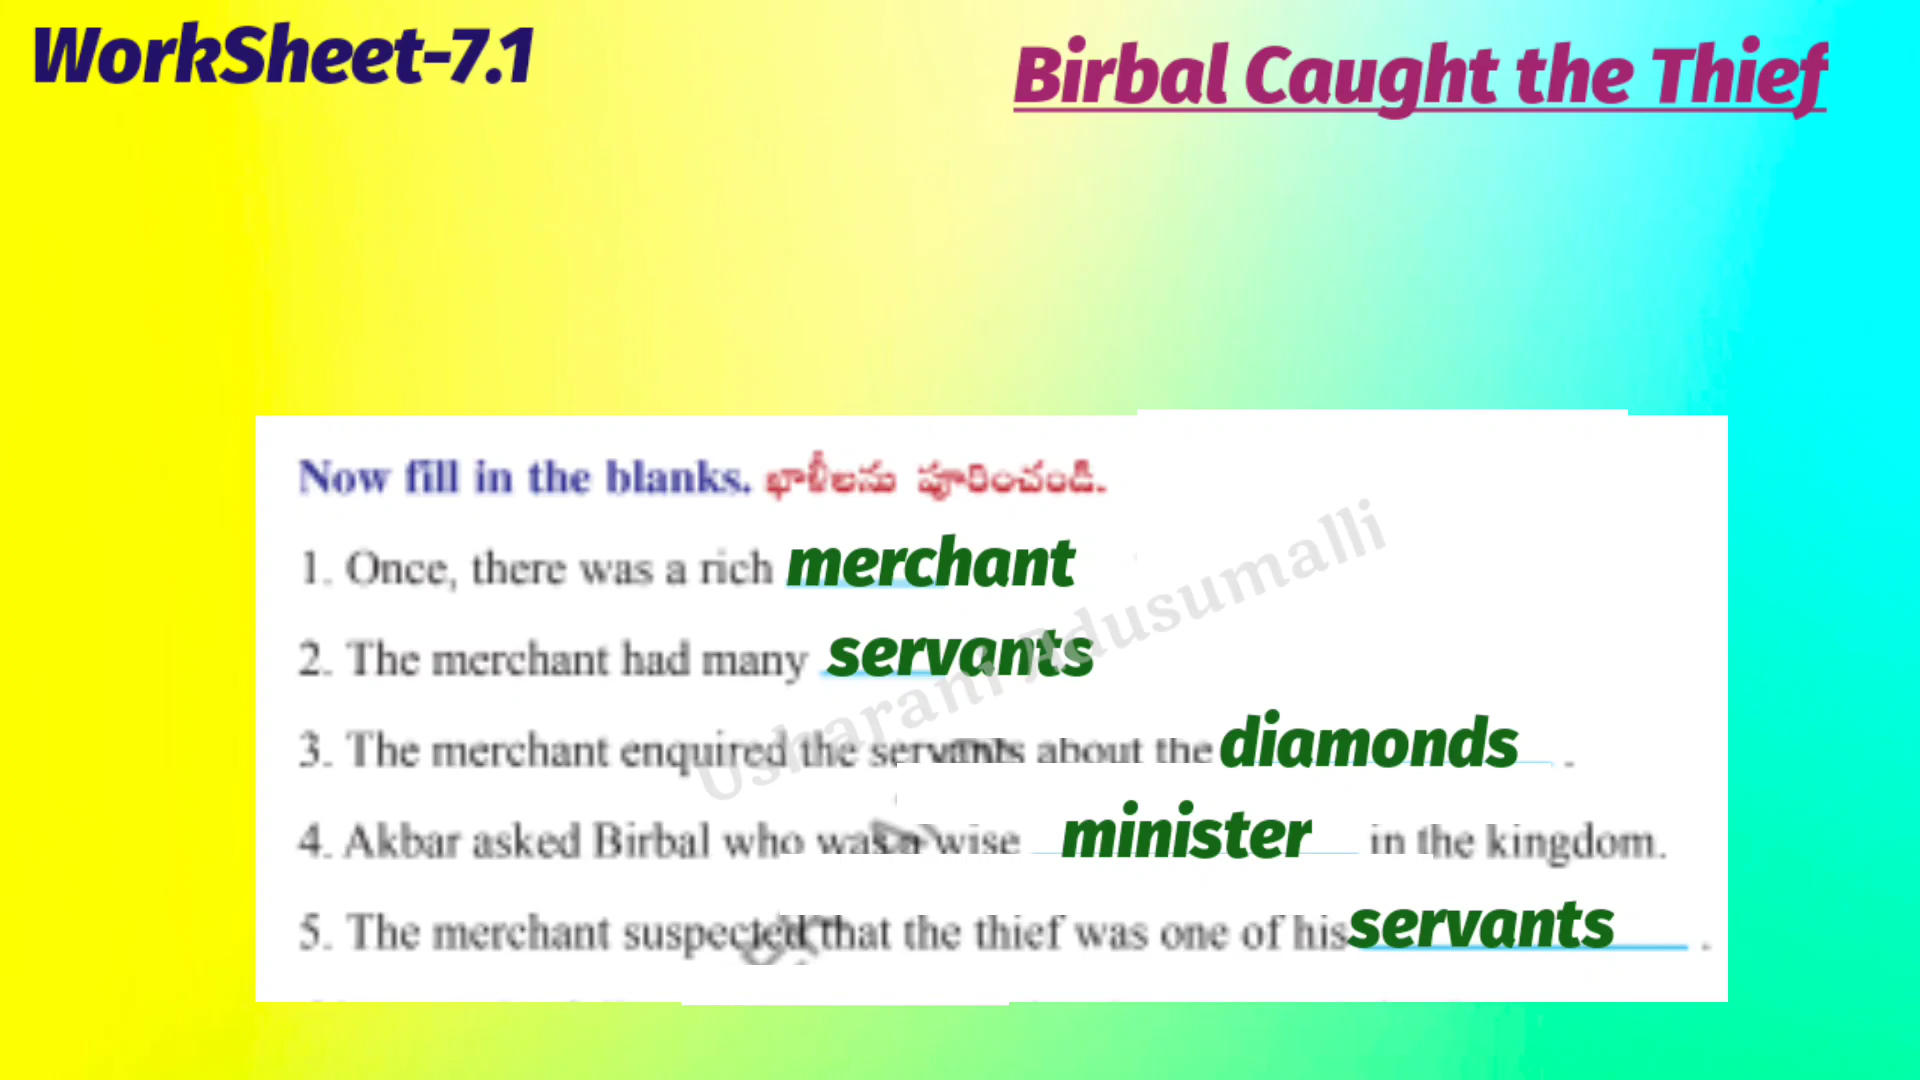 WorkSheet-7.1
Birbal Caught the Thief
Now fill in the blanks. ఖాళీలను పూరించండి.
1. Once, there was a rich merchant
2. The merchant had many servants
3. The merchant enquired the servants about the diamonds .
4. Akbar asked Birbal who was a wise minister in the kingdom.
5. The merchant suspected that the thief was one of his servants .
Usharani Adusumalli